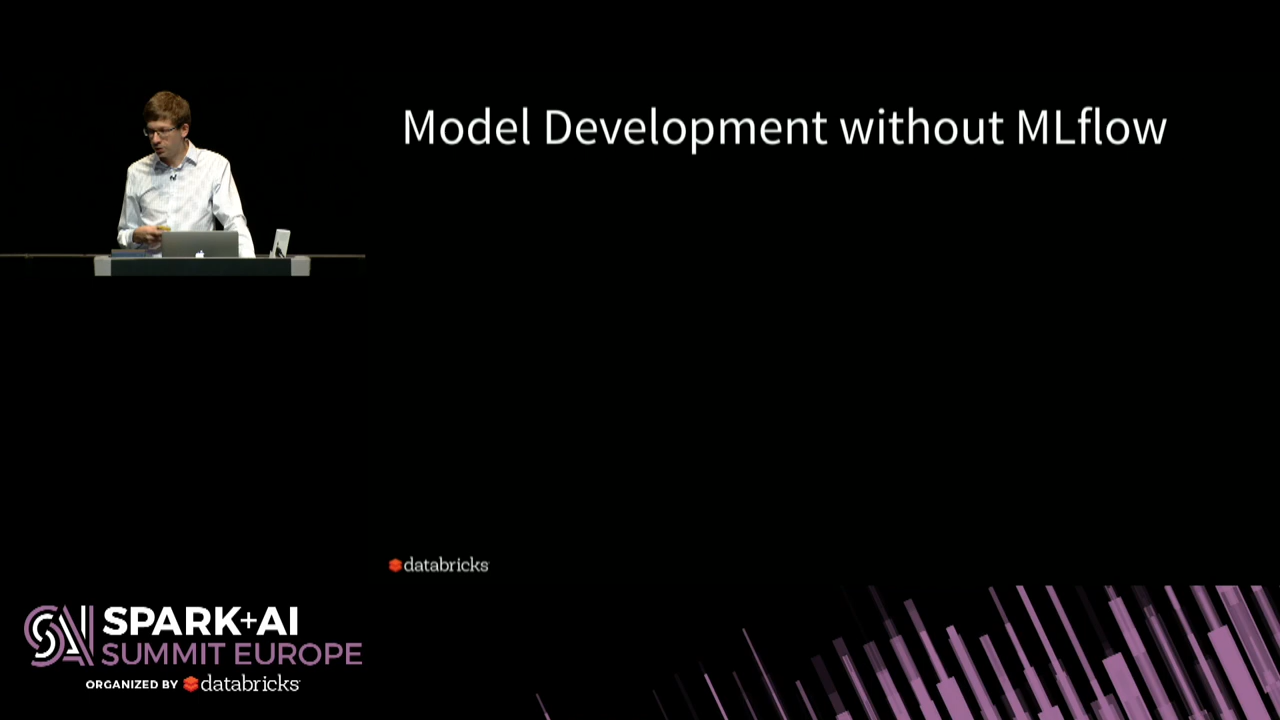 Model Development without MLflow
databricks
SPARK+AI
SUMMIT EUROPE
ORGANIZED BY databricks